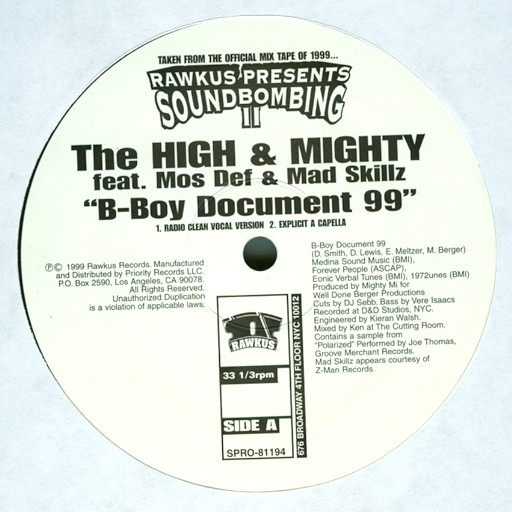 TAKEN FROM THE OFFICIAL MIX TAPE OF 1999...
RAWKUS PRESENTS
SOUNDBOMBING
II
The HIGH & MIGHTY
feat. Mos Def & Mad Skillz
“B-Boy Document 99”
1. RADIO CLEAN VOCAL VERSION 2. EXPLICIT A CAPELLA
℗© 1999 Rawkus Records. Manufactured
and Distributed by Priority Records LLC.
P.O. Box 2590, Los Angeles, CA 90078.
All Rights Reserved.
Unauthorized Duplication
is a violation of applicable laws.
B-Boy Document 99
(D. Smith, D. Lewis, E. Meltzer, M. Berger)
Medina Sound Music (BMI),
Forever People (ASCAP),
Eonic Verbal Tunes (BMI), 1972unes (BMI)
Produced by Mighty Mi for
Well Done Berger Productions
Cuts by DJ Sebb. Bass by Vere Isaacs
Recorded at D&D Studios, NYC.
Engineered by Kieran Walsh.
Mixed by Ken at The Cutting Room.
Contains a sample from
“Polarized” Performed by Joe Thomas,
Groove Merchant Records.
Mad Skillz appears courtesy of
Z-Man Records.
RAWKUS
33 1/3rpm
SIDE A
676 BROADWAY 4TH FLOOR NYC 10012
SPRO-81194